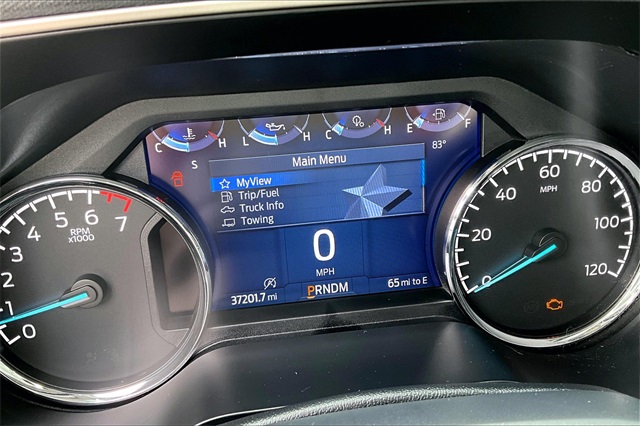 C H L H C H E F
S 83°
Main Menu
MyView
Trip/Fuel
Truck Info
Towing
0
MPH
37201.7 mi PRNDM 65 mi to E
0 1 2 3 4 5 6 7
RPM
x1000
0 20 40 60 80 100 120
MPH